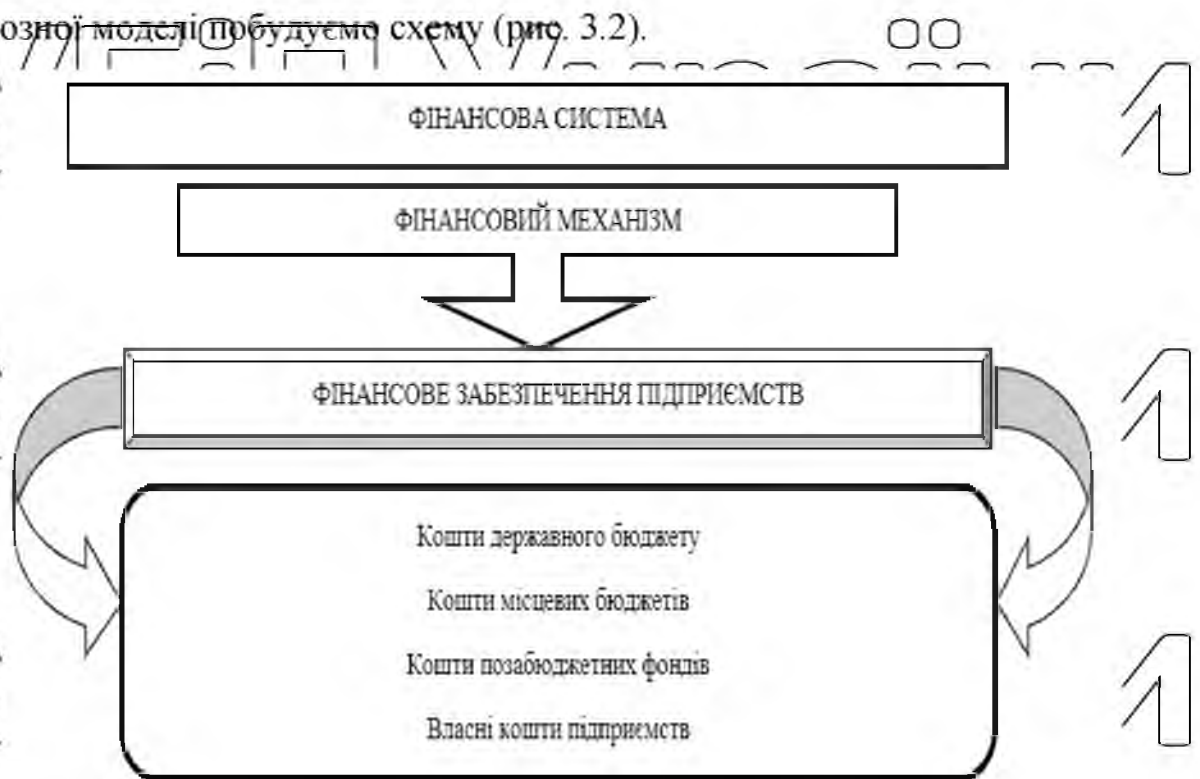 озної моделі побудуємо схему (рис. 3.2).
ФІНАНСОВА СИСТЕМА
ФІНАНСОВИЙ МЕХАНІЗМ
ФІНАНСОВЕ ЗАБЕЗПЕЧЕННЯ ПІДПРИЄМСТВ
Кошти державного бюджету
Кошти місцевих бюджетів
Кошти позабюджетних фондів
Власні кошти підприємств